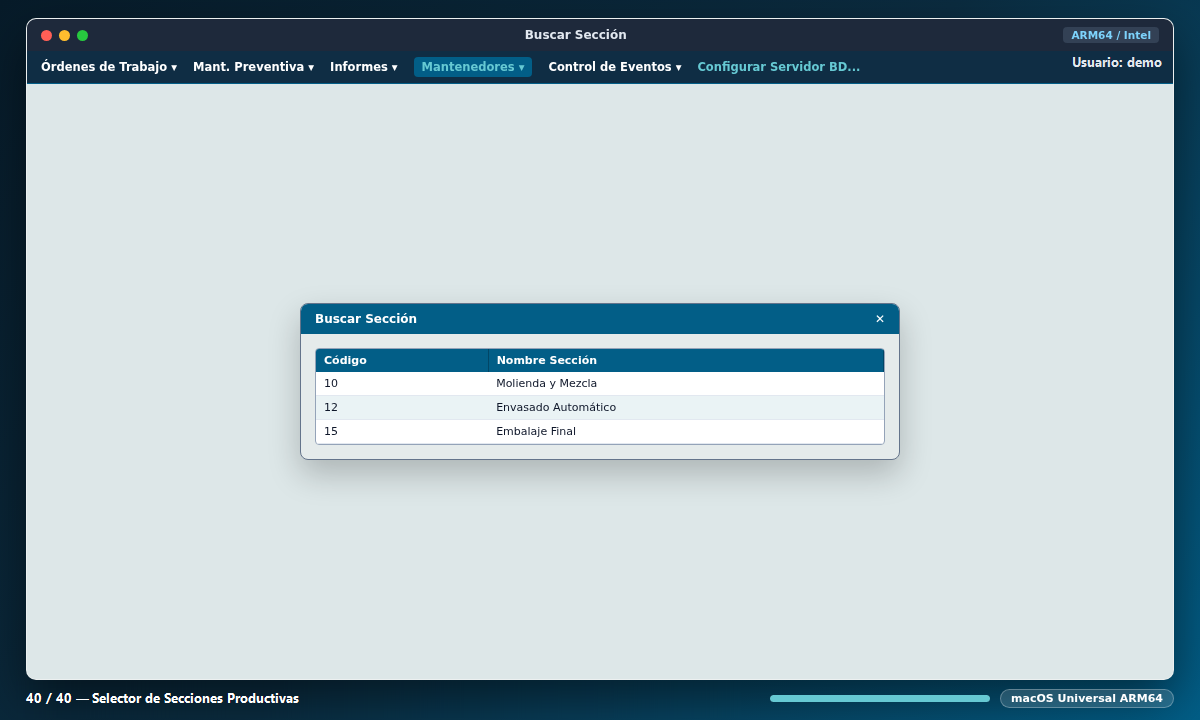 Buscar Sección
ARM64 / Intel
Órdenes de Trabajo ▾ Mant. Preventiva ▾ Informes ▾ Mantenedores ▾ Control de Eventos ▾ Configurar Servidor BD... Usuario: demo
Buscar Sección ×
Código Nombre Sección
10 Molienda y Mezcla
12 Envasado Automático
15 Embalaje Final
40 / 40 — Selector de Secciones Productivas
macOS Universal ARM64